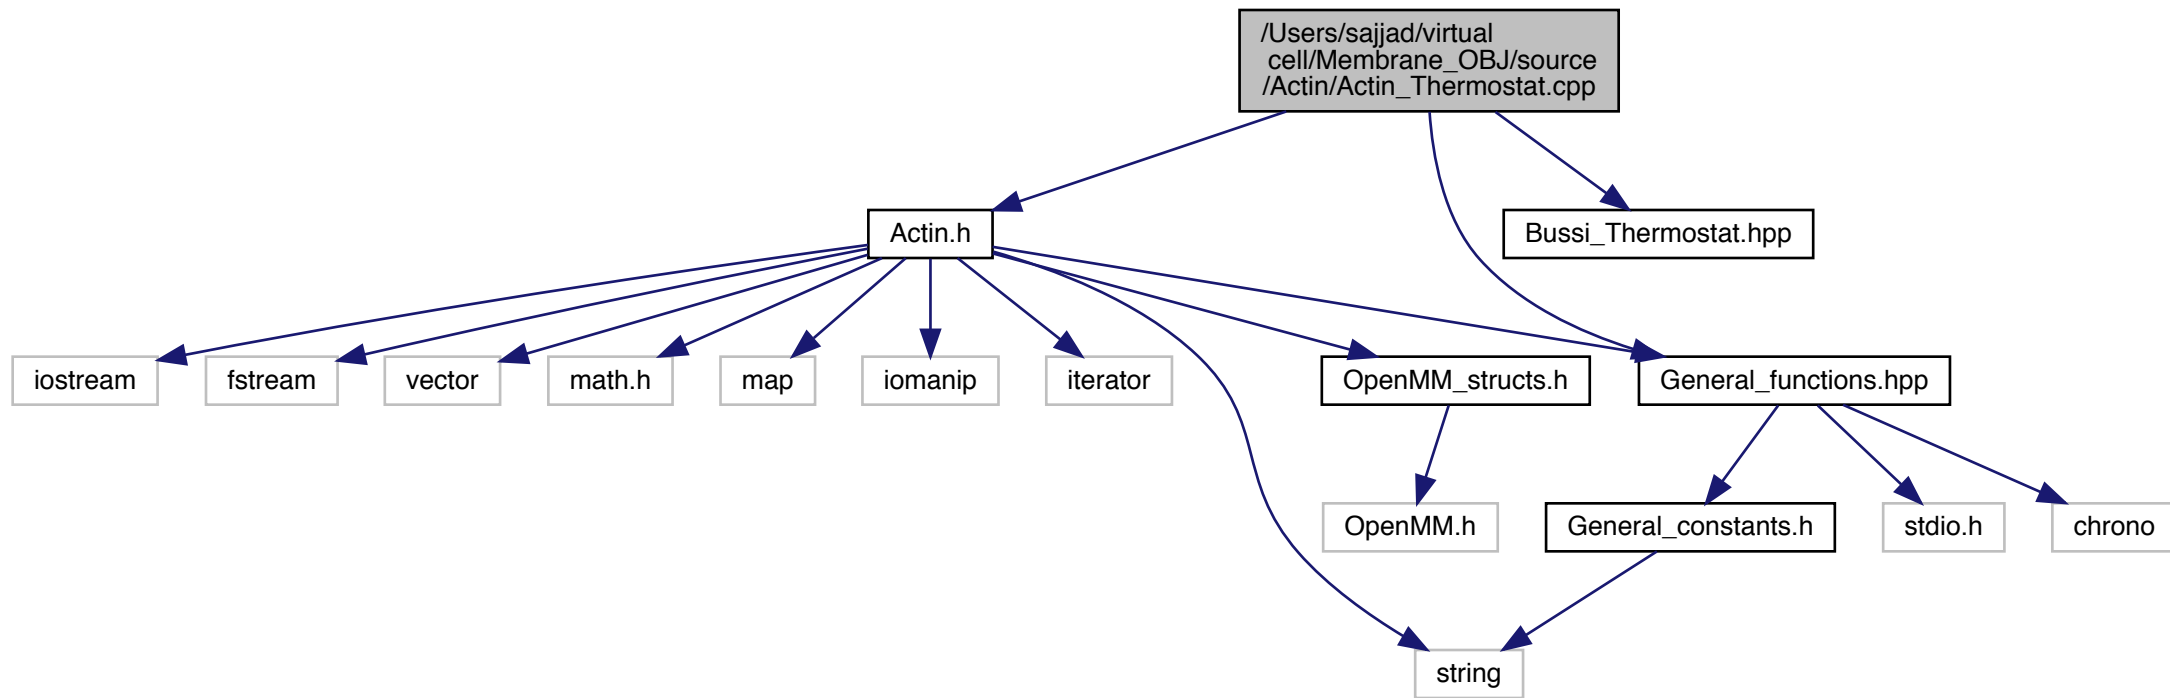 /Users/sajjad/virtual
cell/Membrane_OBJ/source
/Actin/Actin_Thermostat.cpp
Actin.h
Bussi_Thermostat.hpp
iostream
fstream
vector
math.h
map
iomanip
iterator
OpenMM_structs.h
General_functions.hpp
OpenMM.h
General_constants.h
stdio.h
chrono
string